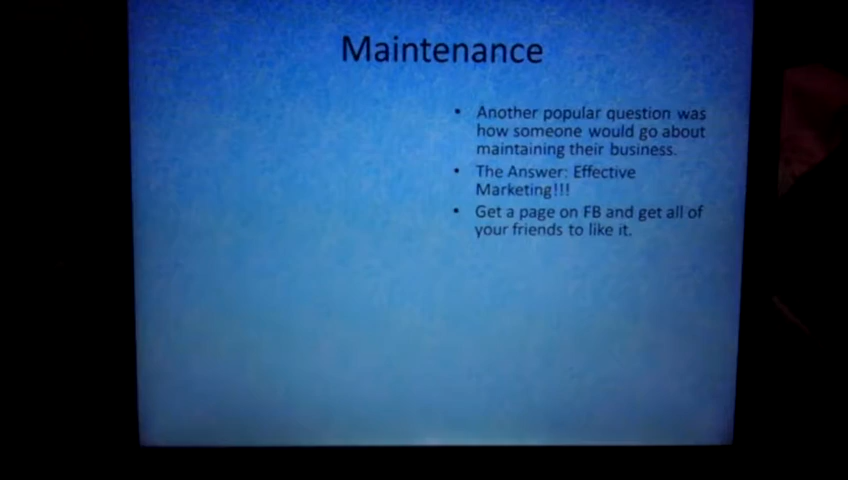 Maintenance
• Another popular question was
how someone would go about
maintaining their business.
• The Answer: Effective
Marketing!!!
• Get a page on FB and get all of
your friends to like it.